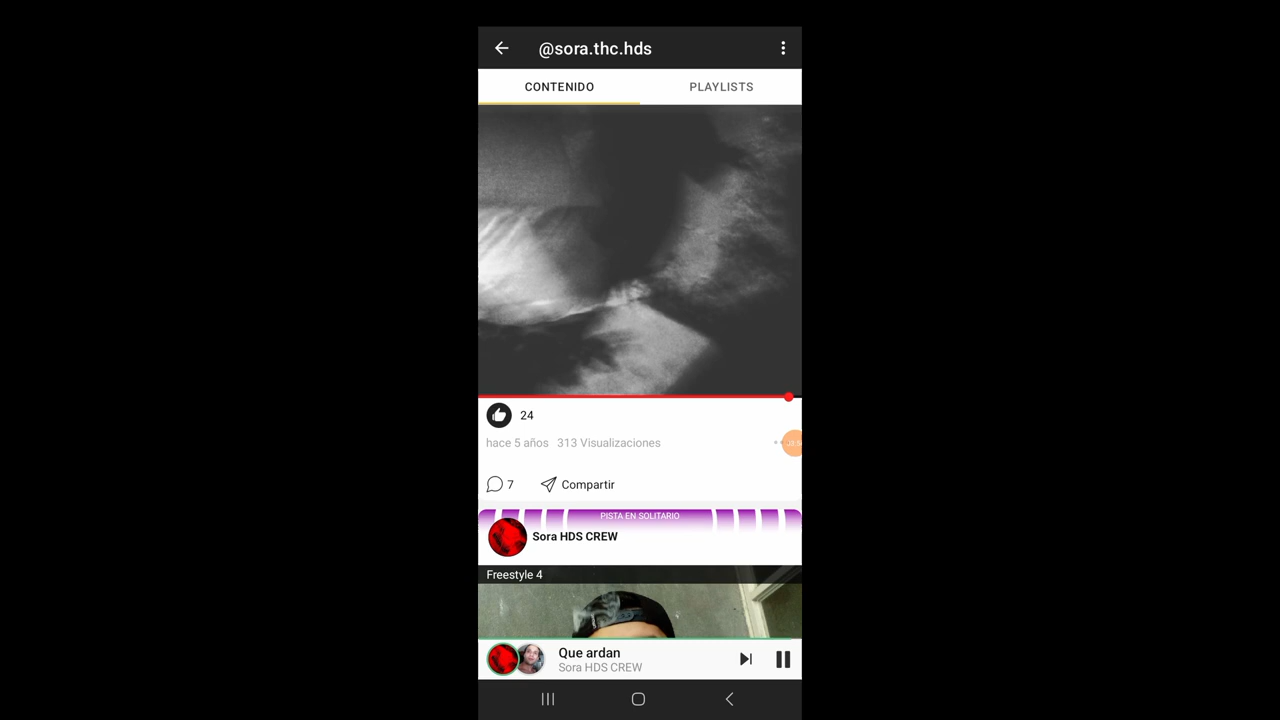 @sora.thc.hds
CONTENIDO PLAYLISTS
24
hace 5 años 313 Visualizaciones
7 Compartir
PISTA EN SOLITARIO
Sora HDS CREW
Freestyle 4
Que ardan
Sora HDS CREW